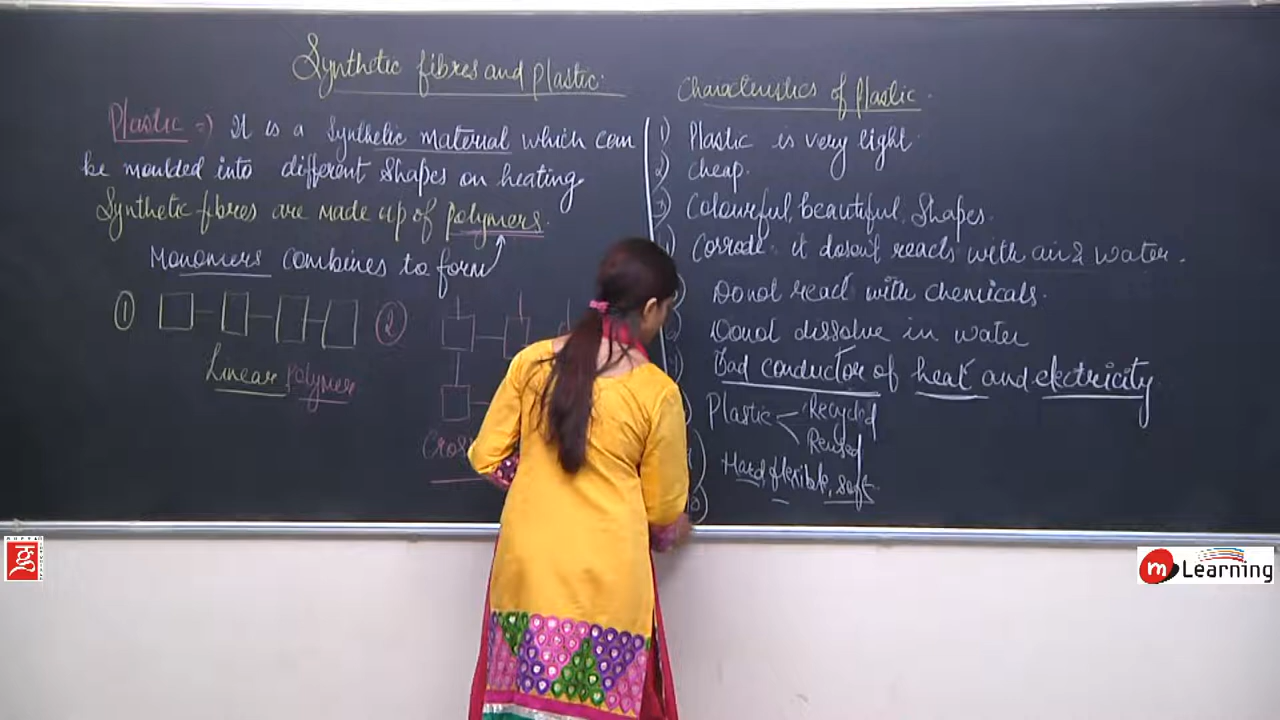 Synthetic fibres and Plastic.
Plastic => It is a synthetic material which can
be moulded into different shapes on heating
Synthetic fibres are made up of polymers.
Monomers combines to form
1
2
Linear polymer
Cros
Characteristics of Plastic.
1) Plastic is very light.
2) Cheap.
3) Colourful, beautiful, Shapes.
Corrode. it dosn't reacts with air & water.
Donot react with chemicals.
Donot dissolve in water
Bad conductor of heat and electricity
Plastic Recycled
Reused
Hard, flexible, soft.
m Learning